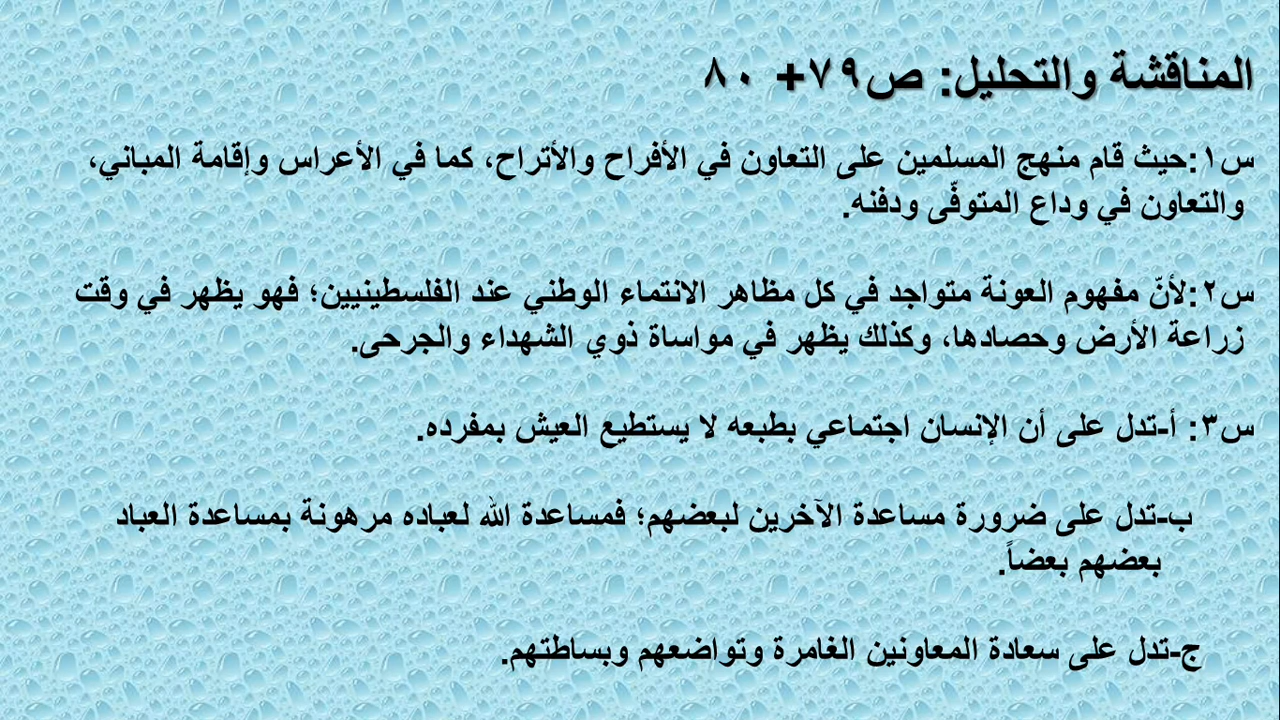 المناقشة والتحليل: ص٧٩+ ٨٠
س١:حيث قام منهج المسلمين على التعاون في الأفراح والأتراح، كما في الأعراس وإقامة المباني،
والتعاون في وداع المتوفّى ودفنه.
س٢:لأنّ مفهوم العونة متواجد في كل مظاهر الانتماء الوطني عند الفلسطينيين؛ فهو يظهر في وقت
زراعة الأرض وحصادها، وكذلك يظهر في مواساة ذوي الشهداء والجرحى.
س٣: أ-تدل على أن الإنسان اجتماعي بطبعه لا يستطيع العيش بمفرده.
ب-تدل على ضرورة مساعدة الآخرين لبعضهم؛ فمساعدة الله لعباده مرهونة بمساعدة العباد
بعضهم بعضاً.
ج-تدل على سعادة المعاونين الغامرة وتواضعهم وبساطتهم.